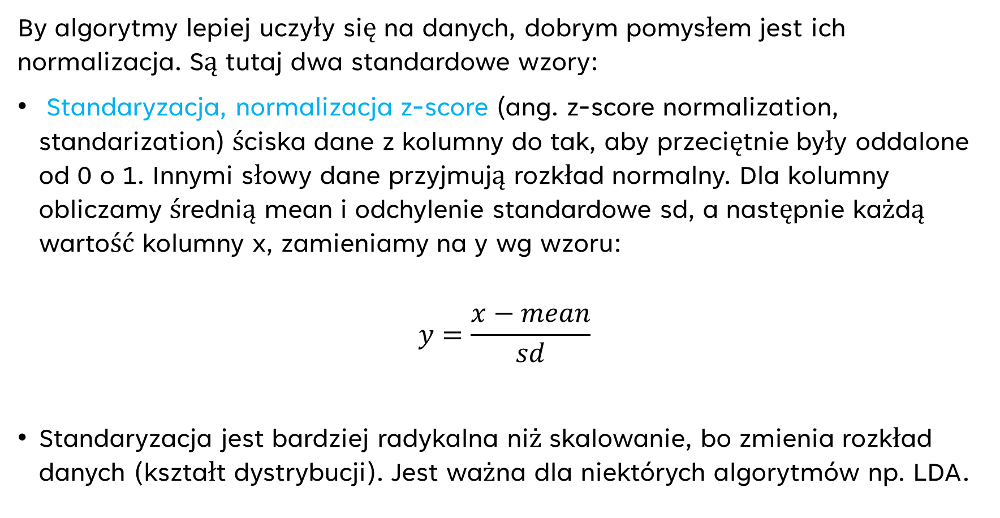 By algorytmy lepiej uczyły się na danych, dobrym pomysłem jest ich
normalizacja. Są tutaj dwa standardowe wzory:
• Standaryzacja, normalizacja z-score (ang. z-score normalization,
standarization) ściska dane z kolumny do tak, aby przeciętnie były oddalone
od 0 o 1. Innymi słowy dane przyjmują rozkład normalny. Dla kolumny
obliczamy średnią mean i odchylenie standardowe sd, a następnie każdą
wartość kolumny x, zamieniamy na y wg wzoru:
y = (x − mean) / sd
• Standaryzacja jest bardziej radykalna niż skalowanie, bo zmienia rozkład
danych (kształt dystrybucji). Jest ważna dla niektórych algorytmów np. LDA.